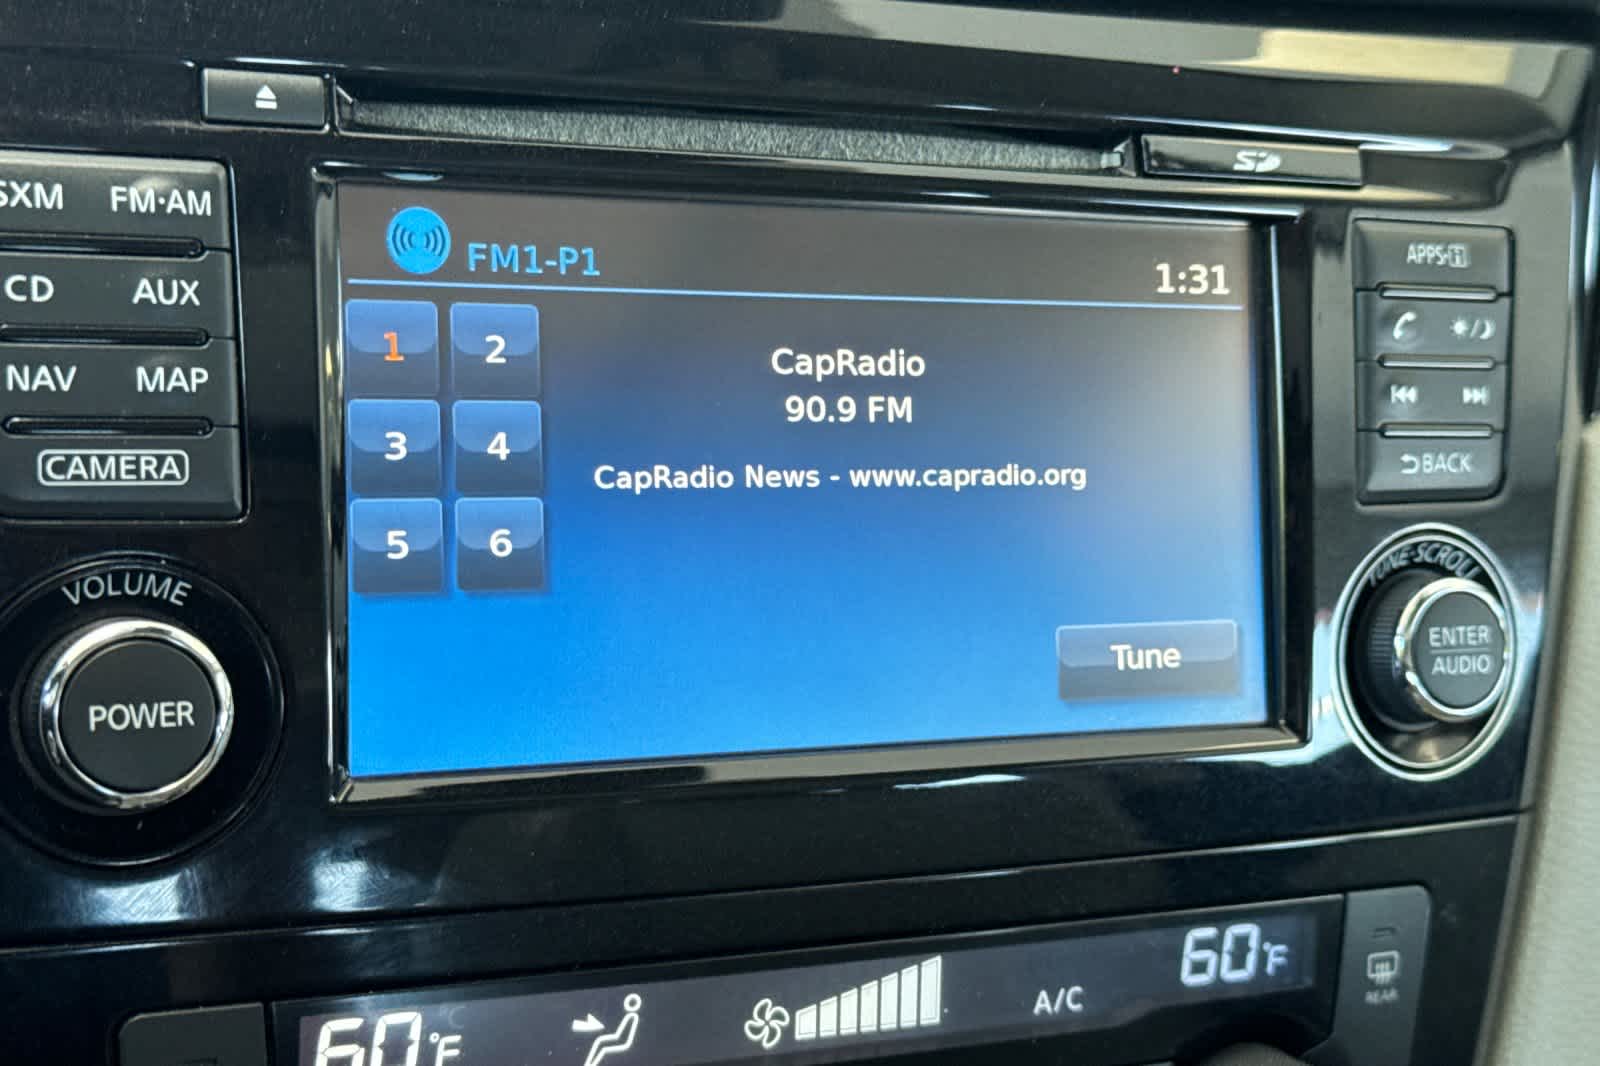 SXM FM·AM
CD AUX
NAV MAP
CAMERA
VOLUME
POWER
FM1-P1
1:31
1 2
3 4
5 6
CapRadio
90.9 FM
CapRadio News - www.capradio.org
Tune
SD
APPS·i
BACK
TUNE·SCROLL
ENTER
AUDIO
60°F
A/C
60°F
REAR